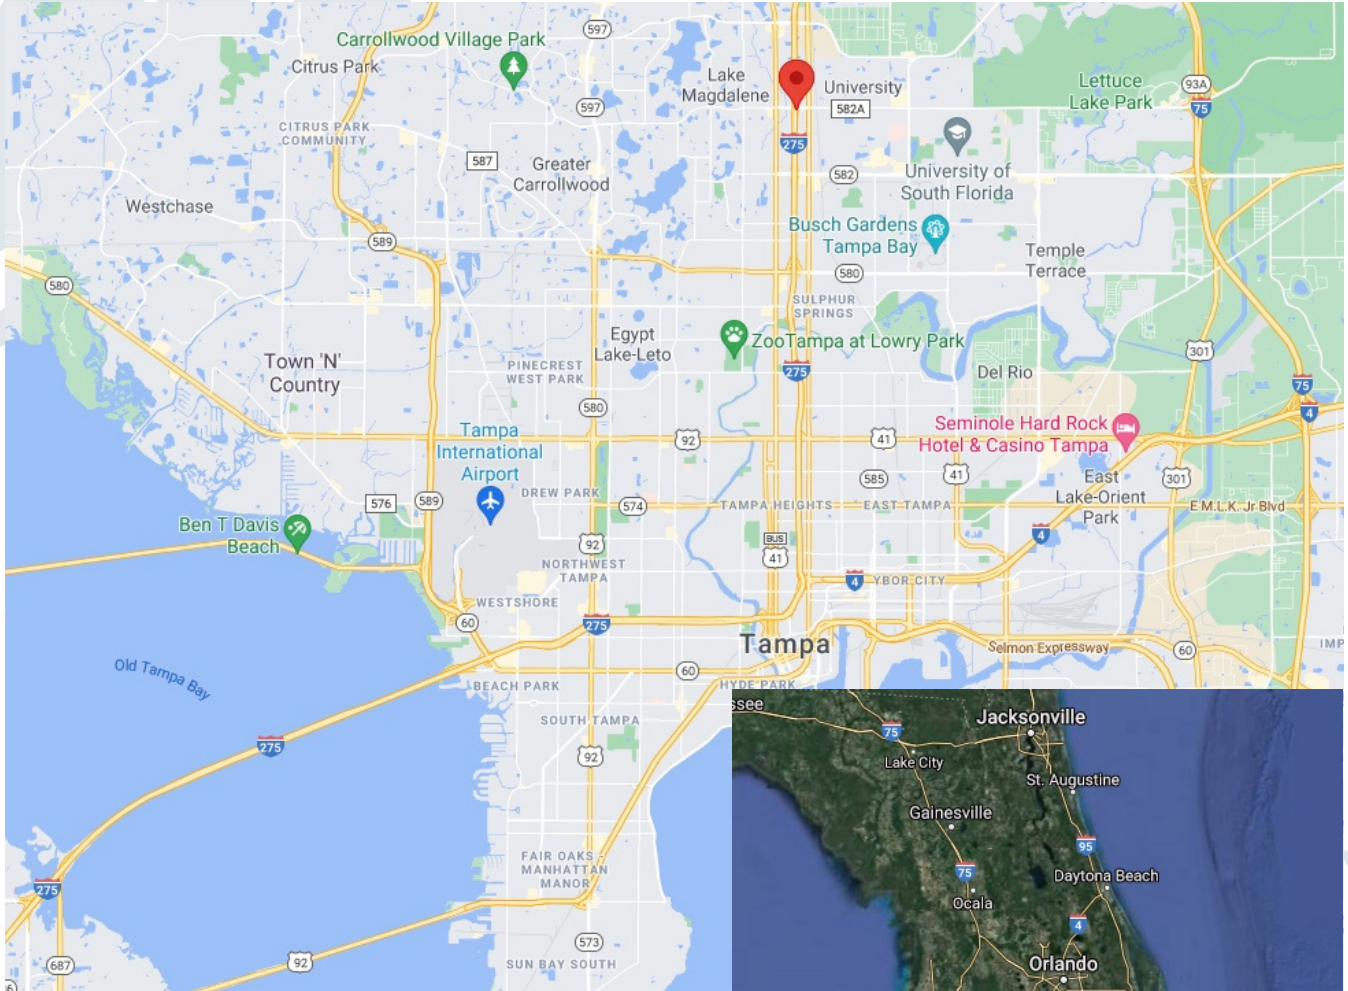 597
Carrollwood Village Park
Citrus Park
Lake
Magdalene
University
582A
Lettuce
Lake Park
93A
75
597
CITRUS PARK
COMMUNITY
275
587
Greater
Carrollwood
582
University of
South Florida
Westchase
Busch Gardens
Tampa Bay
589
Temple
Terrace
580
580
SULPHUR
SPRINGS
Egypt
Lake-Leto
ZooTampa at Lowry Park
301
Town 'N'
Country
PINECREST
WEST PARK
275
Del Rio
75
4
580
Tampa
International
Airport
92
41
Seminole Hard Rock
Hotel & Casino Tampa
41
585
301
East
Lake-Orient
Park
576
589
DREW PARK
574
TAMPA HEIGHTS
EAST TAMPA
E M.L.K. Jr Blvd
Ben T Davis
Beach
92
BUS
41
4
NORTHWEST
TAMPA
4
YBOR CITY
WESTSHORE
60
275
Tampa
Selmon Expressway
60
IMP
Old Tampa Bay
60
BEACH PARK
HYDE PARK
SOUTH TAMPA
275
92
FAIR OAKS -
MANHATTAN
MANOR
275
573
92
687
SUN BAY SOUTH
ssee
75
Jacksonville
Lake City
St. Augustine
Gainesville
95
75
Daytona Beach
Ocala
4
Orlando